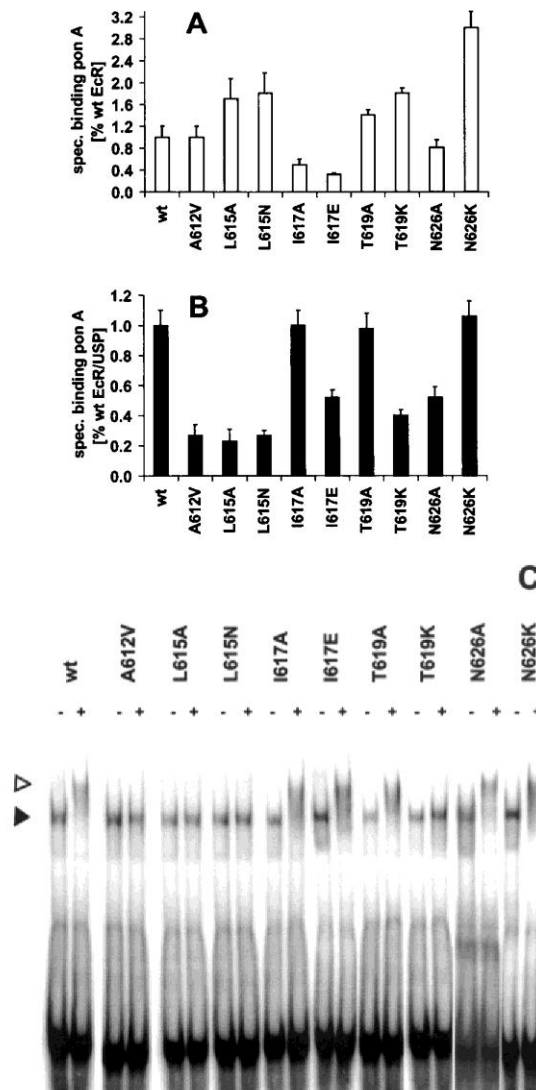 A
spec. binding pon A
[% wt EcR]
3.2
2.8
2.4
2.0
1.6
1.2
0.8
0.4
0.0
wt
A612V
L615A
L615N
I617A
I617E
T619A
T619K
N626A
N626K
B
spec. binding pon A
[% wt EcR/USP]
1.2
1.0
0.8
0.6
0.4
0.2
0.0
wt
A612V
L615A
L615N
I617A
I617E
T619A
T619K
N626A
N626K
C
wt
A612V
L615A
L615N
I617A
I617E
T619A
T619K
N626A
N626K
- + - + - + - + - + - + - + - + - + - +